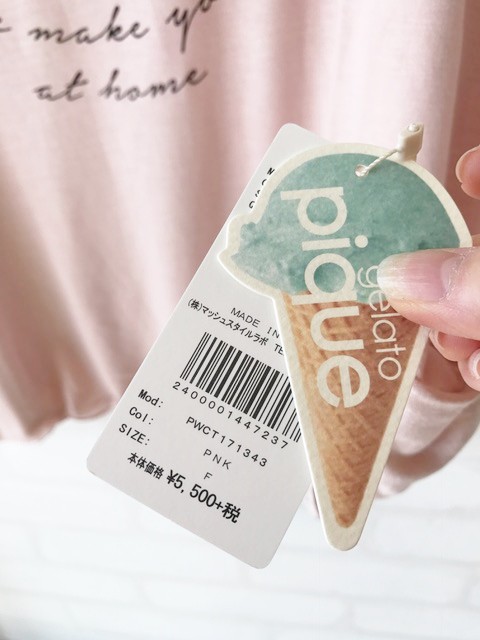 make yo
at home
gelato
pique
MADE IN
(株)マッシュスタイルラボ TE
2400001447237
Mod: PWCT171343
Col: PNK
SIZE: F
本体価格 ¥5,500+税